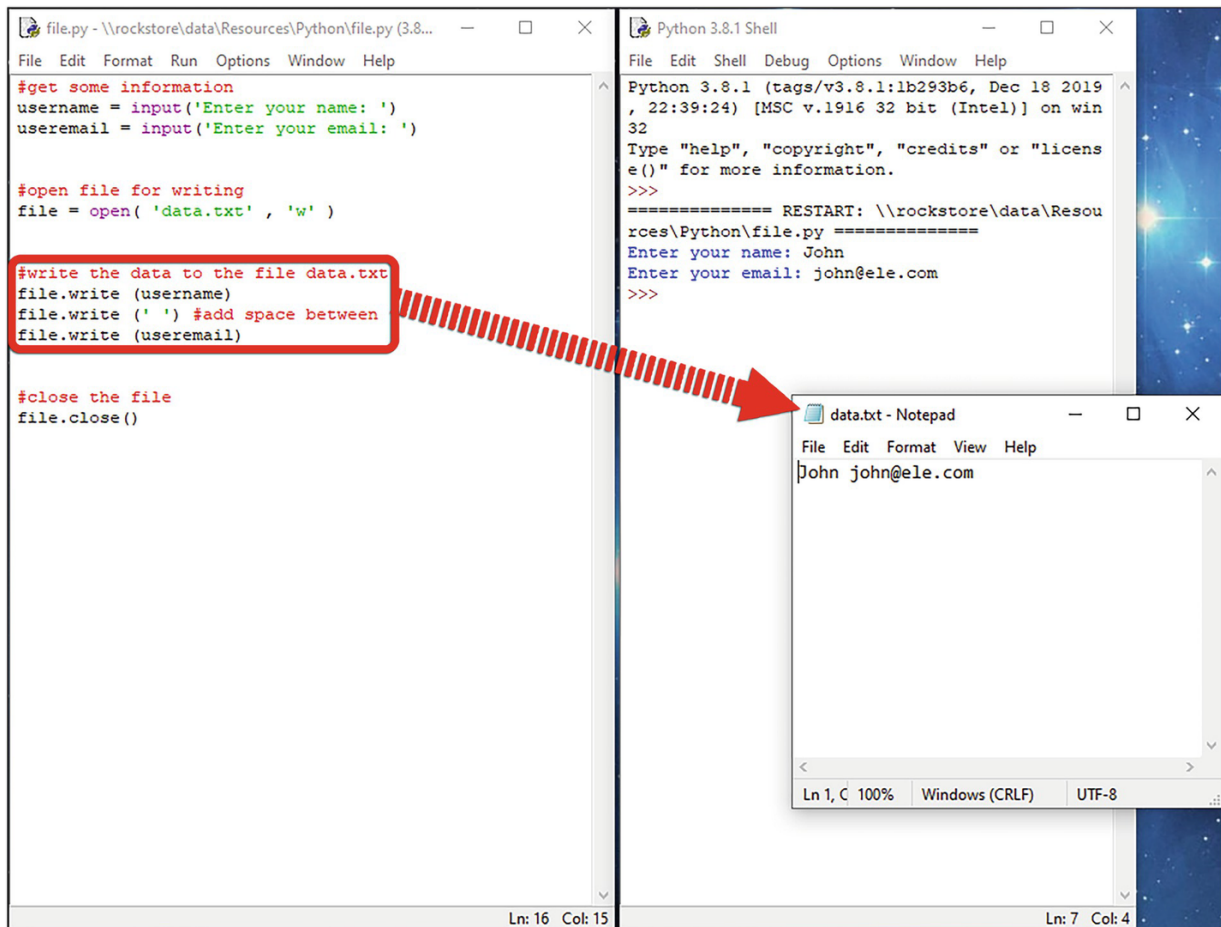 file.py - \\rockstore\data\Resources\Python\file.py (3.8...
File Edit Format Run Options Window Help
#get some information
username = input('Enter your name: ')
useremail = input('Enter your email: ')
#open file for writing
file = open( 'data.txt' , 'w' )
#write the data to the file data.txt
file.write (username)
file.write (' ') #add space between
file.write (useremail)
#close the file
file.close()
Ln: 16 Col: 15
Python 3.8.1 Shell
File Edit Shell Debug Options Window Help
Python 3.8.1 (tags/v3.8.1:1b293b6, Dec 18 2019
, 22:39:24) [MSC v.1916 32 bit (Intel)] on win
32
Type "help", "copyright", "credits" or "licens
e()" for more information.
>>>
============== RESTART: \\rockstore\data\Resou
rces\Python\file.py ==============
Enter your name: John
Enter your email: john@ele.com
>>>
Ln: 7 Col: 4
data.txt - Notepad
File Edit Format View Help
John john@ele.com
Ln 1, C 100% Windows (CRLF) UTF-8